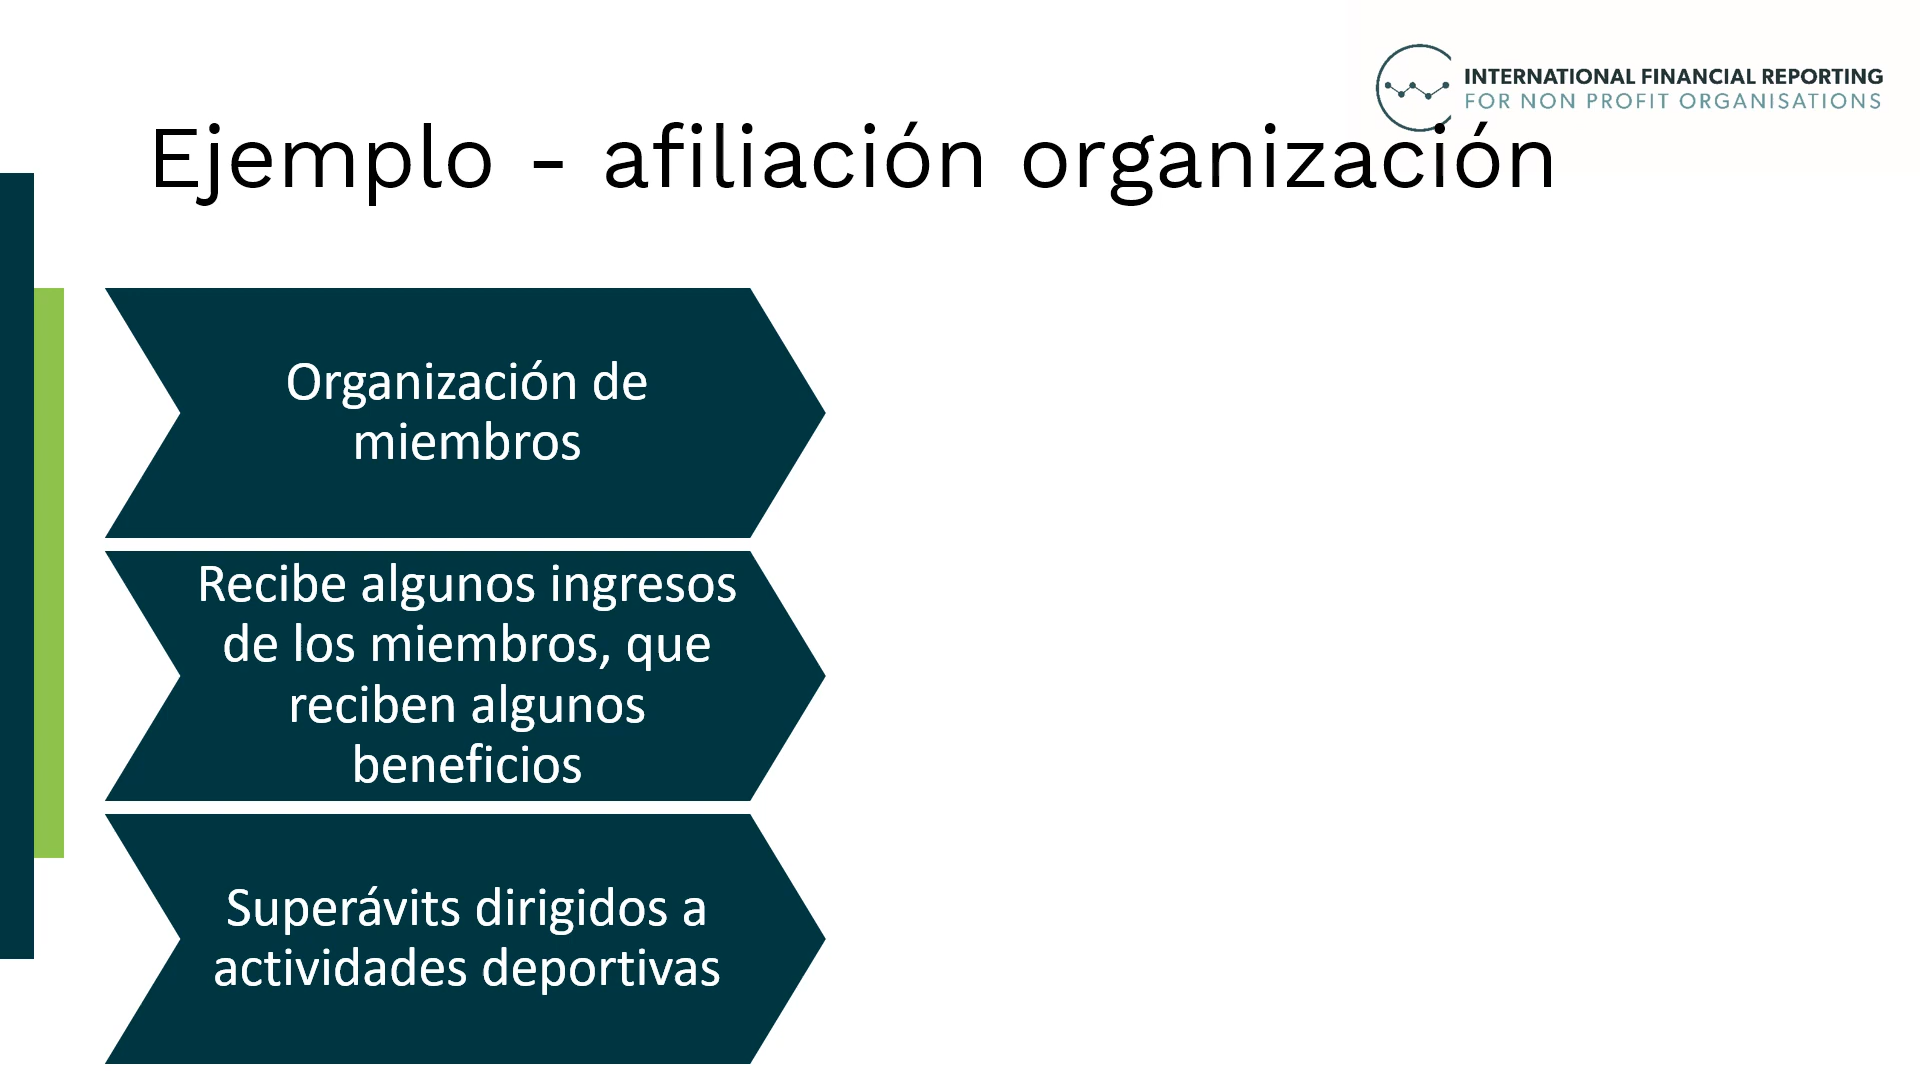 INTERNATIONAL FINANCIAL REPORTING
FOR NON PROFIT ORGANISATIONS
Ejemplo - afiliación organización
Organización de
miembros
Recibe algunos ingresos
de los miembros, que
reciben algunos
beneficios
Superávits dirigidos a
actividades deportivas